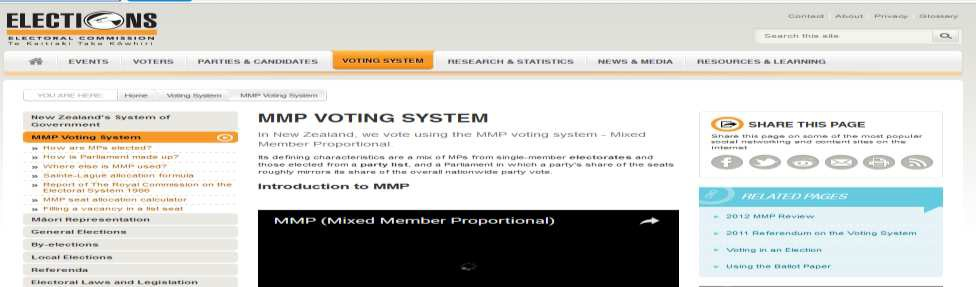 ELECTIONS
ELECTORAL COMMISSION
Te Kaitiaki Take Kōwhiri
Contact About Privacy Glossary
Search this site
EVENTS VOTERS PARTIES & CANDIDATES VOTING SYSTEM RESEARCH & STATISTICS NEWS & MEDIA RESOURCES & LEARNING
YOU ARE HERE: Home Voting System MMP Voting System
New Zealand's System of
Government
MMP Voting System
» How are MPs elected?
» How is Parliament made up?
» Where else is MMP used?
» Sainte-Laguë allocation formula
» Report of The Royal Commission on the
Electoral System 1986
» MMP seat allocation calculator
» Filling a vacancy in a list seat
Māori Representation
General Elections
By-elections
Local Elections
Referenda
Electoral Laws and Legislation
MMP VOTING SYSTEM
In New Zealand, we vote using the MMP voting system - Mixed
Member Proportional
Its defining characteristics are a mix of MPs from single-member electorates and
those elected from a party list, and a Parliament in which a party's share of the seats
roughly mirrors its share of the overall nationwide party vote.
Introduction to MMP
MMP (Mixed Member Proportional)
SHARE THIS PAGE
Share this page on some of the most popular
social networking and content sites on the
internet
RELATED PAGES
2012 MMP Review
2011 Referendum on the Voting System
Voting in an Election
Using the Ballot Paper